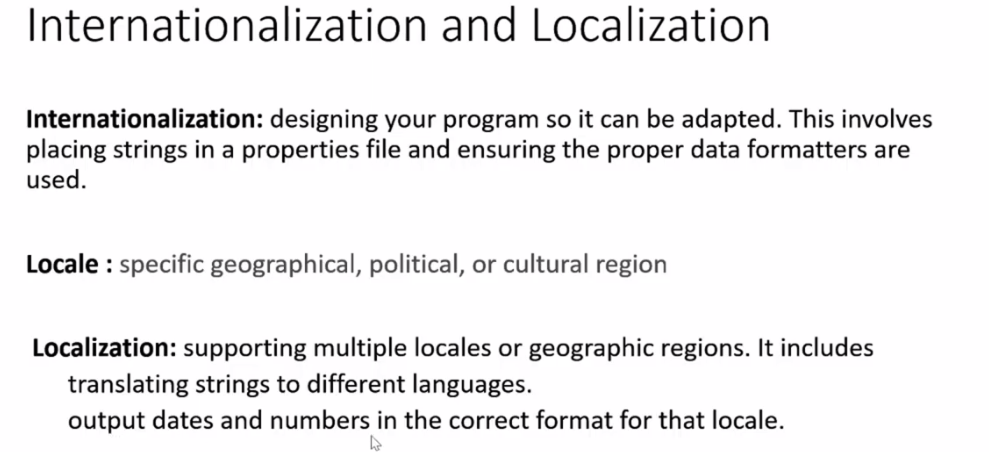 Internationalization and Localization
Internationalization: designing your program so it can be adapted. This involves
placing strings in a properties file and ensuring the proper data formatters are
used.
Locale : specific geographical, political, or cultural region
Localization: supporting multiple locales or geographic regions. It includes
translating strings to different languages.
output dates and numbers in the correct format for that locale.